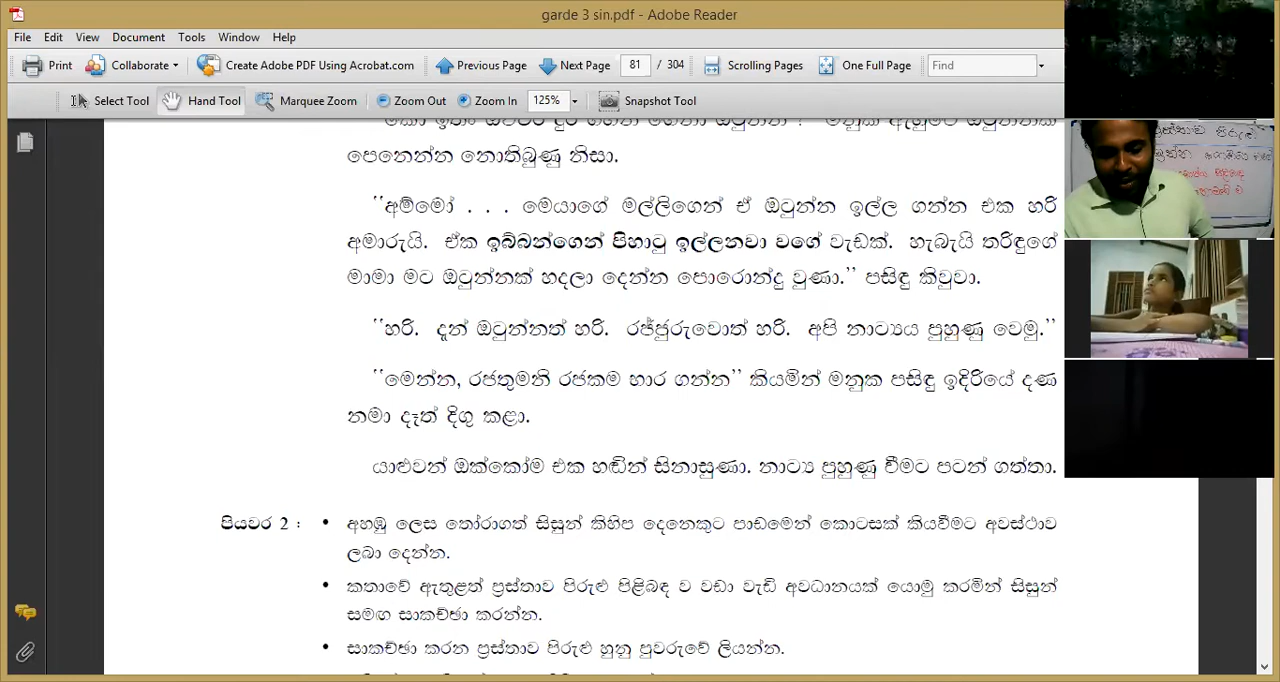 garde 3 sin.pdf - Adobe Reader
File Edit View Document Tools Window Help
Print Collaborate Create Adobe PDF Using Acrobat.com Previous Page Next Page 81 / 304 Scrolling Pages One Full Page Find
Select Tool Hand Tool Marquee Zoom Zoom Out Zoom In 125% Snapshot Tool
පෙනෙන්න නොතිබුණු නිසා.
“අම්මෝ . . . මෙයාගේ මල්ලිගෙන් ඒ ඔටුන්න ඉල්ල ගන්න එක හරි
අමාරුයි. ඒක ඉබ්බන්ගෙන් පිහාටු ඉල්ලනවා වගේ වැඩක්. හැබැයි තරිඳුගේ
මාමා මට ඔටුන්නක් හදලා දෙන්න පොරොන්දු වුණා.” පසිඳු කිවුවා.
“හරි. දැන් ඔටුන්නත් හරි. රජ්ජුරුවොත් හරි. අපි නාට්‍යය පුහුණු වෙමු.”
“මෙන්න, රජතුමනි රජකම භාර ගන්න” කියමින් මනුක පසිඳු ඉදිරියේ දණ
නමා දෑත් දිගු කළා.
යාළුවන් ඔක්කෝම එක හඬින් සිනාසුණා. නාට්‍ය පුහුණු වීමට පටන් ගත්තා.
පියවර 2 : • අහඹු ලෙස තෝරාගත් සිසුන් කිහිප දෙනෙකුට පාඩමෙන් කොටසක් කියවීමට අවස්ථාව
ලබා දෙන්න.
• කතාවේ ඇතුළත් ප්‍රස්තාව පිරුළු පිළිබඳ ව වඩා වැඩි අවධානයක් යොමු කරමින් සිසුන්
සමඟ සාකච්ඡා කරන්න.
• සාකච්ඡා කරන ප්‍රස්තාව පිරුළු හුනු පුවරුවේ ලියන්න.